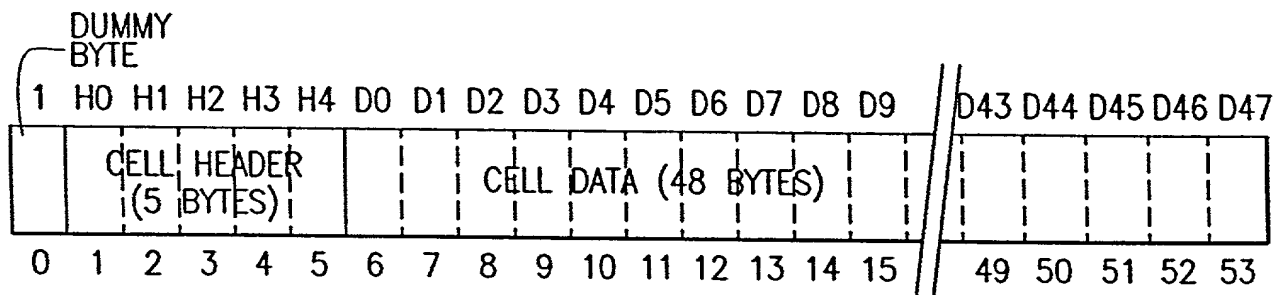 DUMMY
BYTE
1 H0 H1 H2 H3 H4 D0 D1 D2 D3 D4 D5 D6 D7 D8 D9 D43 D44 D45 D46 D47
CELL HEADER
(5 BYTES)
CELL DATA (48 BYTES)
0 1 2 3 4 5 6 7 8 9 10 11 12 13 14 15 49 50 51 52 53